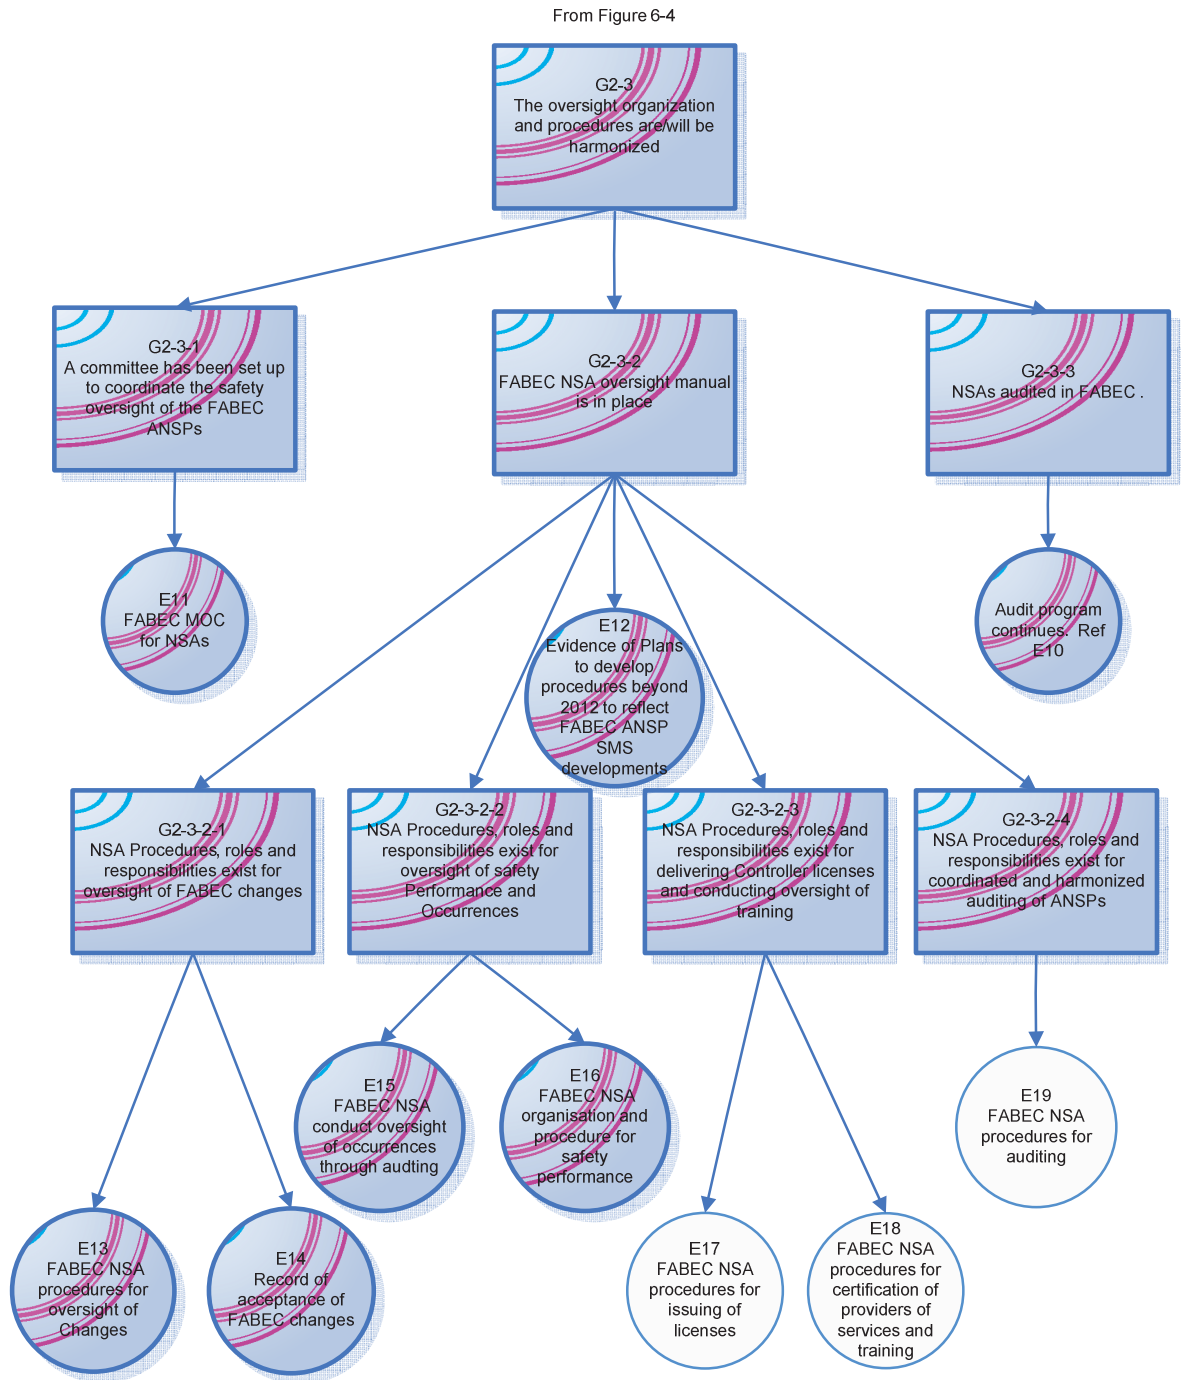 From Figure 6-4
G2-3
The oversight organization
and procedures are/will be
harmonized
G2-3-1
A committee has been set up
to coordinate the safety
oversight of the FABEC
ANSPs
G2-3-2
FABEC NSA oversight manual
is in place
G2-3-3
NSAs audited in FABEC .
E11
FABEC MOC
for NSAs
E12
Evidence of Plans
to develop
procedures beyond
2012 to reflect
FABEC ANSP
SMS
developments
Audit program
continues. Ref
E10
G2-3-2-1
NSA Procedures, roles and
responsibilities exist for
oversight of FABEC changes
G2-3-2-2
NSA Procedures, roles and
responsibilities exist for
oversight of safety
Performance and
Occurrences
G2-3-2-3
NSA Procedures, roles and
responsibilities exist for
delivering Controller licenses
and conducting oversight of
training
G2-3-2-4
NSA Procedures, roles and
responsibilities exist for
coordinated and harmonized
auditing of ANSPs
E15
FABEC NSA
conduct oversight
of occurrences
through audting
E16
FABEC NSA
organisation and
procedure for
safety
performance
E19
FABEC NSA
procedures for
auditing
E13
FABEC NSA
procedures for
oversight of
Changes
E14
Record of
acceptance of
FABEC changes
E17
FABEC NSA
procedures for
issuing of
licenses
E18
FABEC NSA
procedures for
certification of
providers of
services and
training